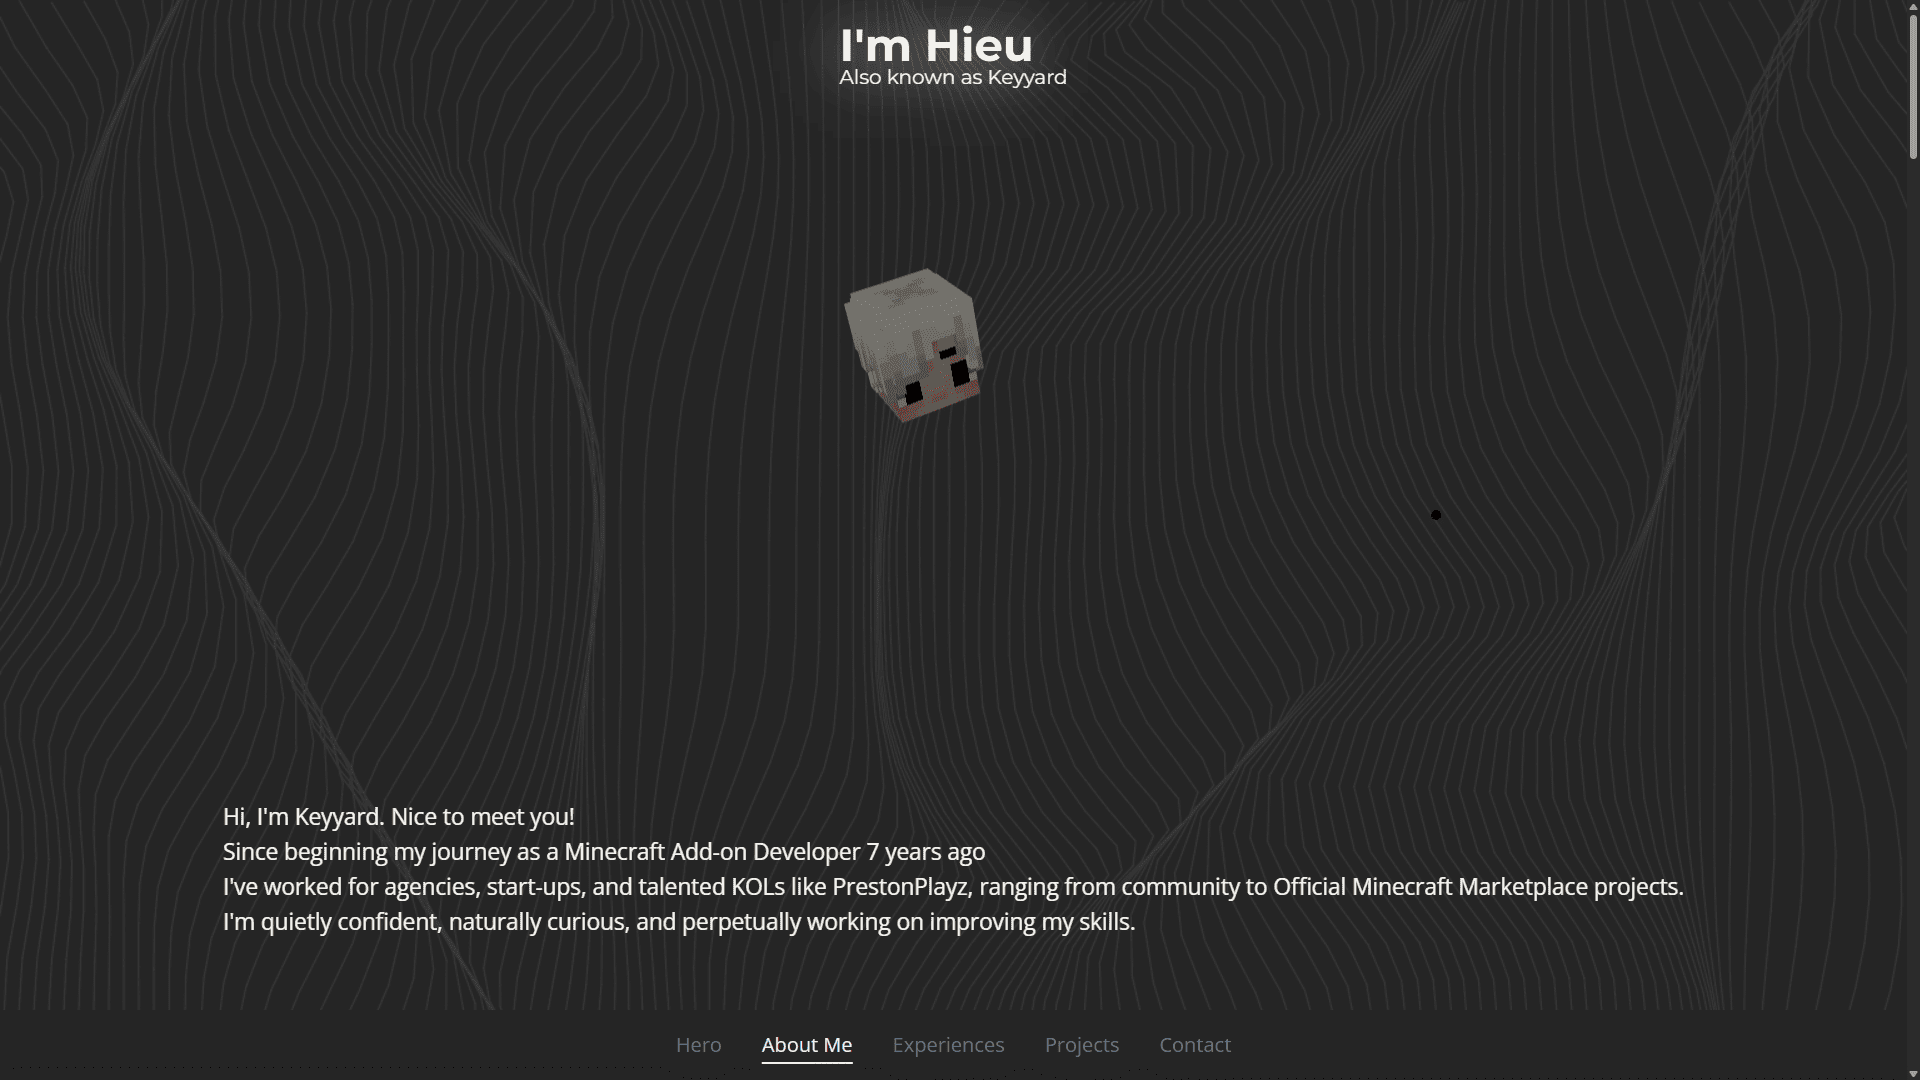 I'm Hieu
Also known as Keyyard
Hi, I'm Keyyard. Nice to meet you!
Since beginning my journey as a Minecraft Add-on Developer 7 years ago
I've worked for agencies, start-ups, and talented KOLs like PrestonPlayz, ranging from community to Official Minecraft Marketplace projects.
I'm quietly confident, naturally curious, and perpetually working on improving my skills.
Hero About Me Experiences Projects Contact